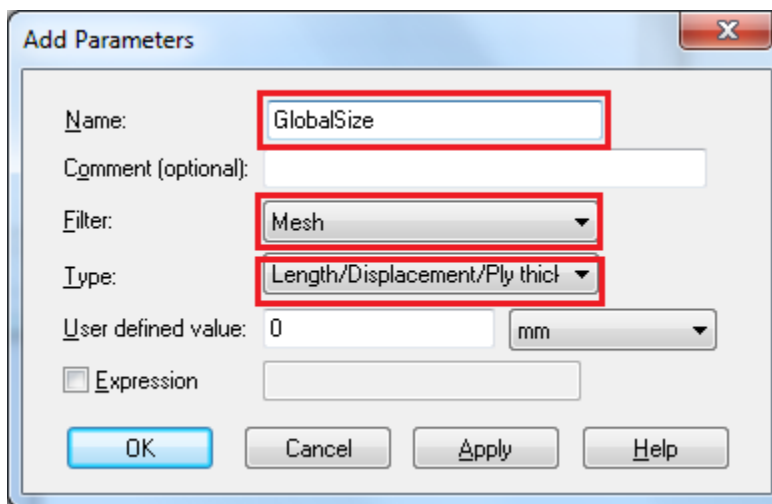 Add Parameters
Name: GlobalSize
Comment (optional):
Filter: Mesh
Type: Length/Displacement/Ply
User defined value: 0 mm
Expression
OK Cancel Apply Help